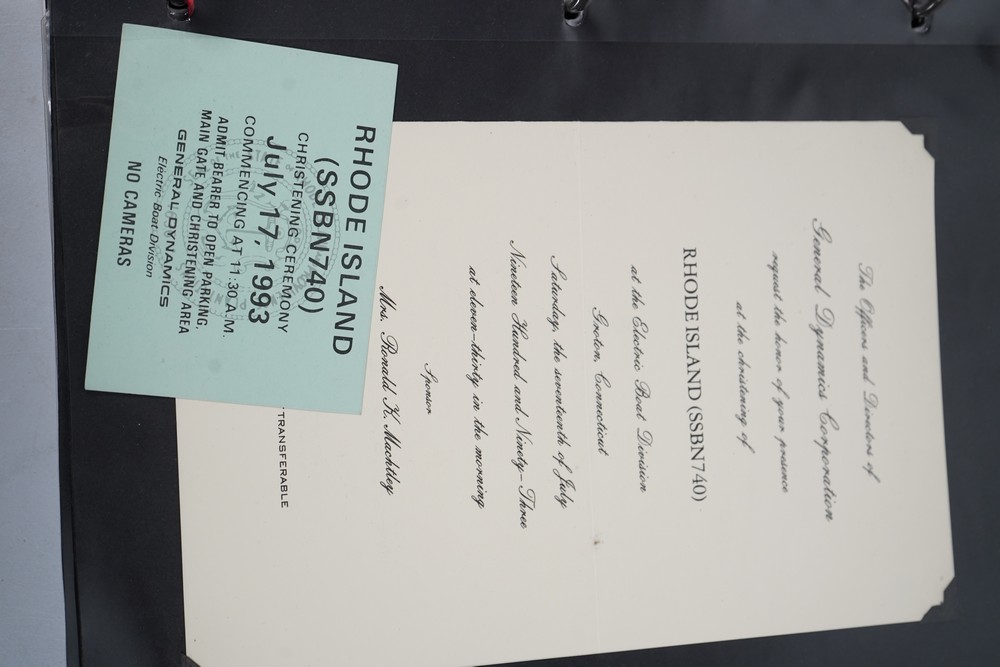 The Officers and Directors of
General Dynamics Corporation
request the honor of your presence
at the christening of
RHODE ISLAND (SSBN740)
at the Electric Boat Division
Groton, Connecticut
Saturday, the seventeenth of July
Nineteen Hundred and Ninety-Three
at eleven-thirty in the morning
Sponsor
Mrs. Ronald K. Machtley
TRANSFERABLE
RHODE ISLAND
(SSBN740)
CHRISTENING CEREMONY
July 17, 1993
COMMENCING AT 11:30 A.M.
ADMIT BEARER TO OPEN PARKING,
MAIN GATE AND CHRISTENING AREA
GENERAL DYNAMICS
Electric Boat Division
NO CAMERAS